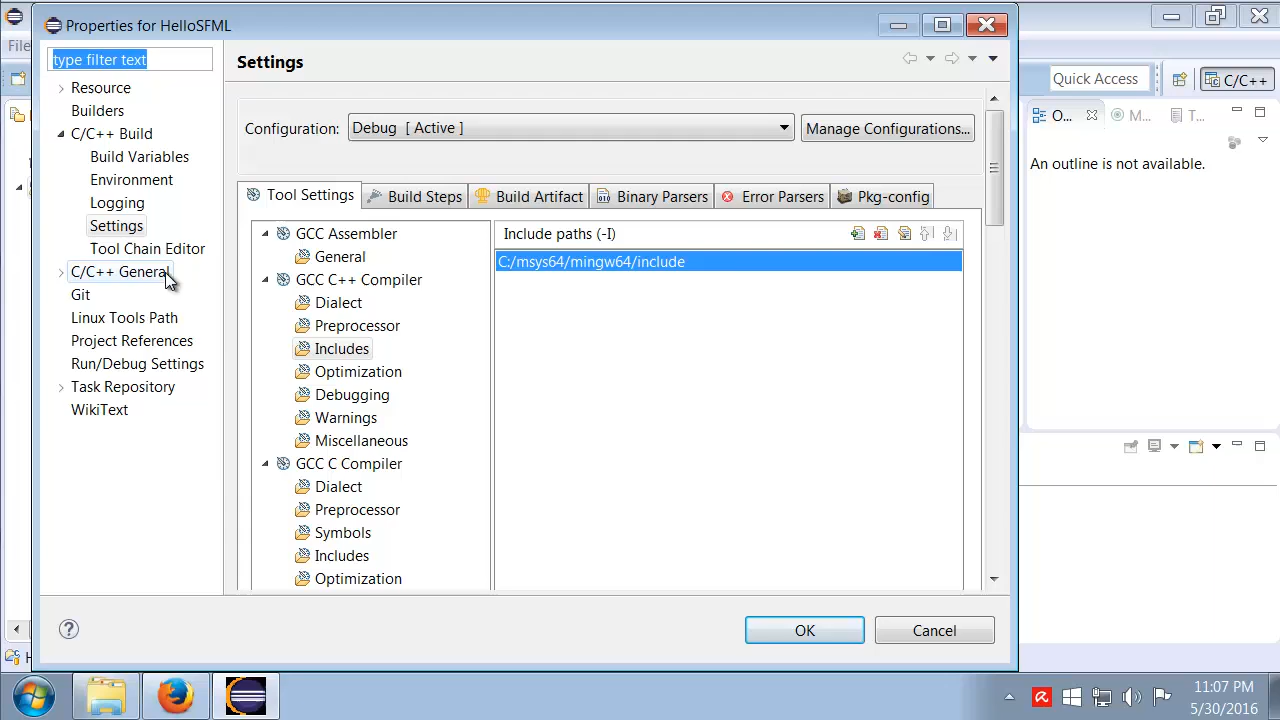 Properties for HelloSFML
File
type filter text
Resource
Builders
C/C++ Build
Build Variables
Environment
Logging
Settings
Tool Chain Editor
C/C++ General
Git
Linux Tools Path
Project References
Run/Debug Settings
Task Repository
WikiText
Settings
Configuration:
Debug [ Active ]
Manage Configurations...
Tool Settings
Build Steps
Build Artifact
Binary Parsers
Error Parsers
Pkg-config
GCC Assembler
General
GCC C++ Compiler
Dialect
Preprocessor
Includes
Optimization
Debugging
Warnings
Miscellaneous
GCC C Compiler
Dialect
Preprocessor
Symbols
Includes
Optimization
Include paths (-I)
C:/msys64/mingw64/include
OK
Cancel
Quick Access
C/C++
O...
M...
T...
An outline is not available.
11:07 PM
5/30/2016